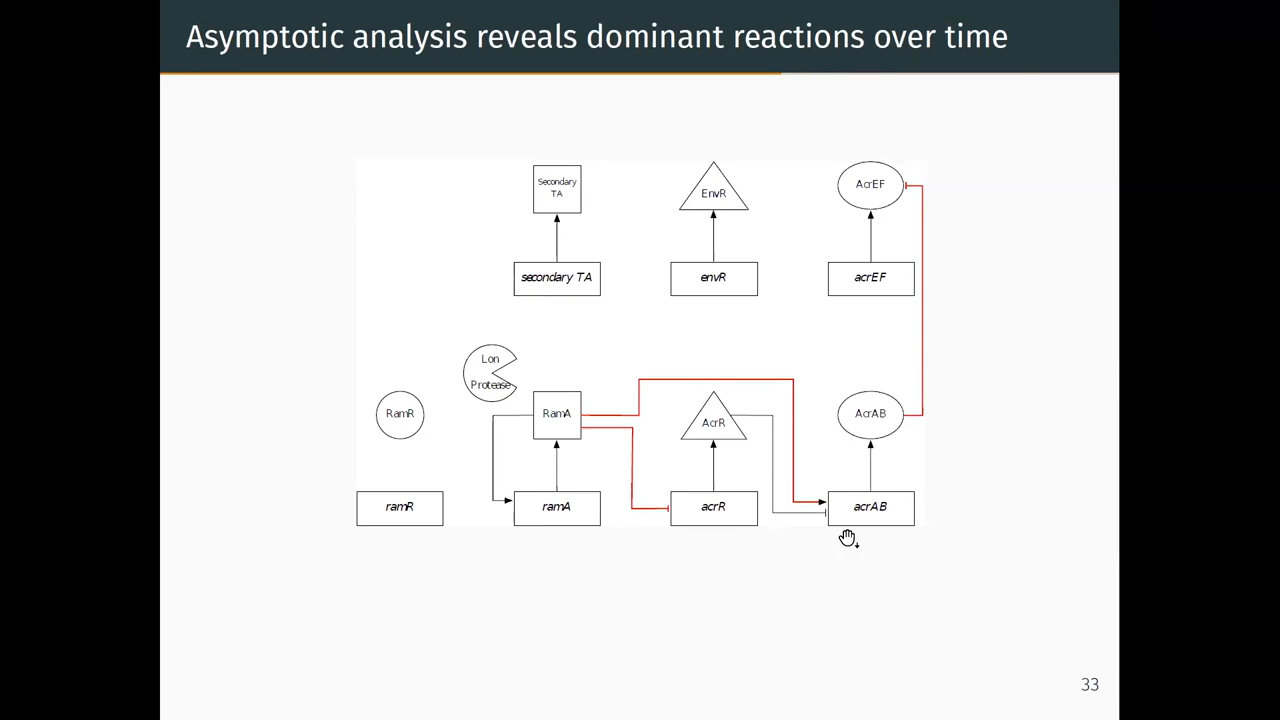 Asymptotic analysis reveals dominant reactions over time
Secondary
TA
EnvR
AcrEF
secondary TA
envR
acrEF
Lon
Protease
RamR
RamA
AcrR
AcrAB
ramR
ramA
acrR
acrAB
33